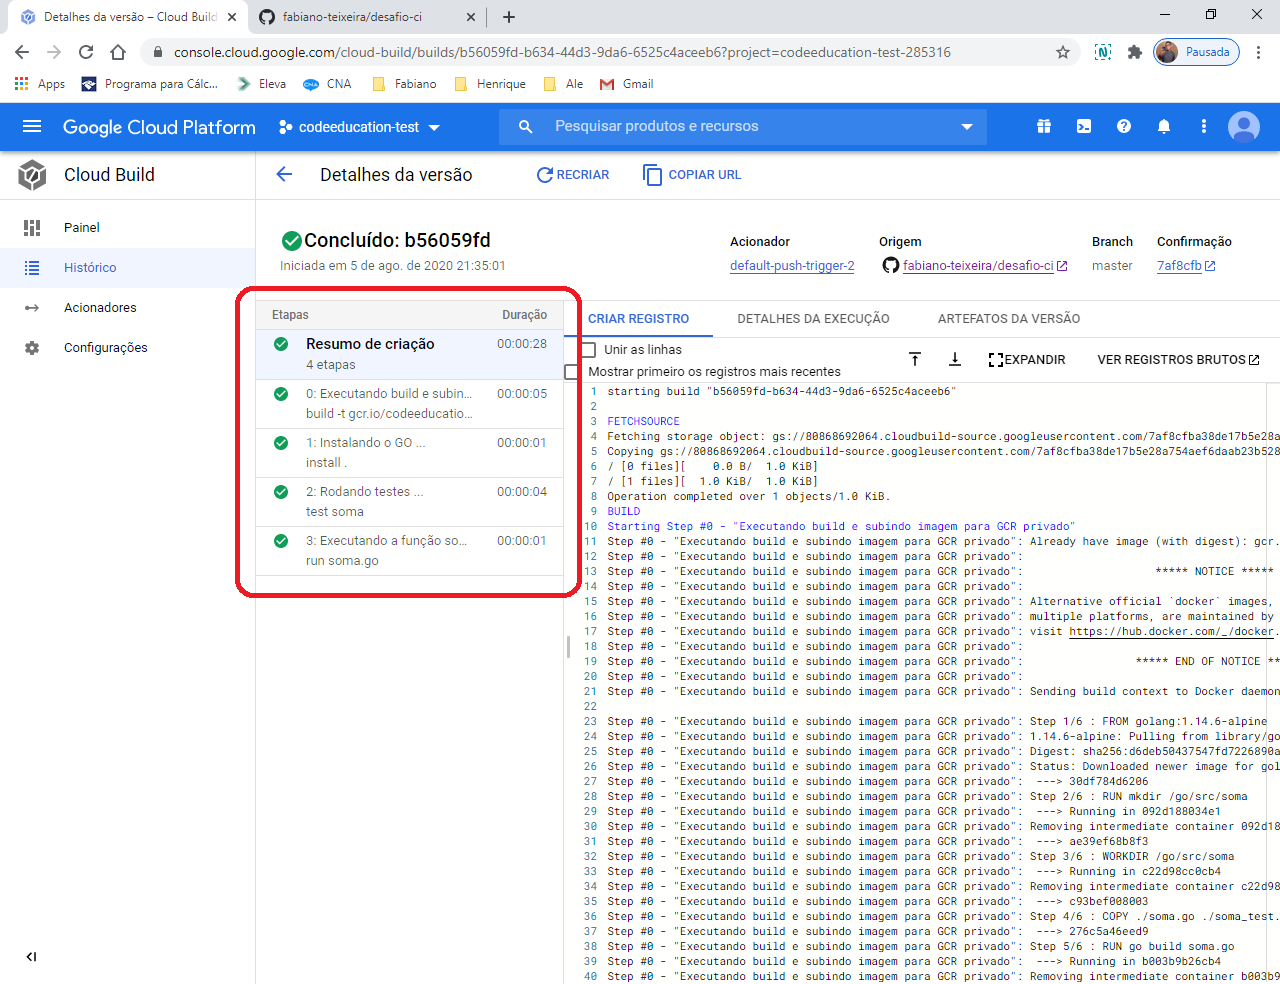 Detalhes da versão – Cloud Build
fabiano-teixeira/desafio-ci
console.cloud.google.com/cloud-build/builds/b56059fd-b634-44d3-9da6-6525c4aceeb6?project=codeeducation-test-285316
Pausada
Apps
Programa para Cálc...
Eleva
CNA
Fabiano
Henrique
Ale
Gmail
Google Cloud Platform
codeeducation-test
Pesquisar produtos e recursos
Cloud Build
Detalhes da versão
RECRIAR
COPIAR URL
Painel
Histórico
Acionadores
Configurações
Concluído: b56059fd
Iniciada em 5 de ago. de 2020 21:35:01
Acionador
default-push-trigger-2
Origem
fabiano-teixeira/desafio-ci
Branch
master
Confirmação
7af8cfb
Etapas Duração
Resumo de criação 00:00:28
4 etapas
0: Executando build e subin... 00:00:05
build -t gcr.io/codeeducatio...
1: Instalando o GO ... 00:00:01
install .
2: Rodando testes ... 00:00:04
test soma
3: Executando a função so... 00:00:01
run soma.go
CRIAR REGISTRO
DETALHES DA EXECUÇÃO
ARTEFATOS DA VERSÃO
Unir as linhas
Mostrar primeiro os registros mais recentes
EXPANDIR
VER REGISTROS BRUTOS
1 starting build "b56059fd-b634-44d3-9da6-6525c4aceeb6"
2
3 FETCHSOURCE
4 Fetching storage object: gs://80868692064.cloudbuild-source.googleusercontent.com/7af8cfba38de17b5e28a
5 Copying gs://80868692064.cloudbuild-source.googleusercontent.com/7af8cfba38de17b5e28a754aef6daab23b528
6 / [0 files][    0.0 B/  1.0 KiB]
7 / [1 files][  1.0 KiB/  1.0 KiB]
8 Operation completed over 1 objects/1.0 KiB.
9 BUILD
10 Starting Step #0 - "Executando build e subindo imagem para GCR privado"
11 Step #0 - "Executando build e subindo imagem para GCR privado": Already have image (with digest): gcr.
12 Step #0 - "Executando build e subindo imagem para GCR privado":
13 Step #0 - "Executando build e subindo imagem para GCR privado": ***** NOTICE *****
14 Step #0 - "Executando build e subindo imagem para GCR privado":
15 Step #0 - "Executando build e subindo imagem para GCR privado": Alternative official `docker` images,
16 Step #0 - "Executando build e subindo imagem para GCR privado": multiple platforms, are maintained by
17 Step #0 - "Executando build e subindo imagem para GCR privado": visit https://hub.docker.com/_/docker.
18 Step #0 - "Executando build e subindo imagem para GCR privado":
19 Step #0 - "Executando build e subindo imagem para GCR privado": ***** END OF NOTICE **
20 Step #0 - "Executando build e subindo imagem para GCR privado":
21 Step #0 - "Executando build e subindo imagem para GCR privado": Sending build context to Docker daemon
22
23 Step #0 - "Executando build e subindo imagem para GCR privado": Step 1/6 : FROM golang:1.14.6-alpine
24 Step #0 - "Executando build e subindo imagem para GCR privado": 1.14.6-alpine: Pulling from library/go
25 Step #0 - "Executando build e subindo imagem para GCR privado": Digest: sha256:d6deb50437547fd7226890a
26 Step #0 - "Executando build e subindo imagem para GCR privado": Status: Downloaded newer image for gol
27 Step #0 - "Executando build e subindo imagem para GCR privado": ---> 30df784d6206
28 Step #0 - "Executando build e subindo imagem para GCR privado": Step 2/6 : RUN mkdir /go/src/soma
29 Step #0 - "Executando build e subindo imagem para GCR privado": ---> Running in 092d188034e1
30 Step #0 - "Executando build e subindo imagem para GCR privado": Removing intermediate container 092d18
31 Step #0 - "Executando build e subindo imagem para GCR privado": ---> ae39ef68b8f3
32 Step #0 - "Executando build e subindo imagem para GCR privado": Step 3/6 : WORKDIR /go/src/soma
33 Step #0 - "Executando build e subindo imagem para GCR privado": ---> Running in c22d98cc0cb4
34 Step #0 - "Executando build e subindo imagem para GCR privado": Removing intermediate container c22d98
35 Step #0 - "Executando build e subindo imagem para GCR privado": ---> c93bef008003
36 Step #0 - "Executando build e subindo imagem para GCR privado": Step 4/6 : COPY ./soma.go ./soma_test.
37 Step #0 - "Executando build e subindo imagem para GCR privado": ---> 276c5a46eed9
38 Step #0 - "Executando build e subindo imagem para GCR privado": Step 5/6 : RUN go build soma.go
39 Step #0 - "Executando build e subindo imagem para GCR privado": ---> Running in b003b9b26cb4
40 Step #0 - "Executando build e subindo imagem para GCR privado": Removing intermediate container b003b9